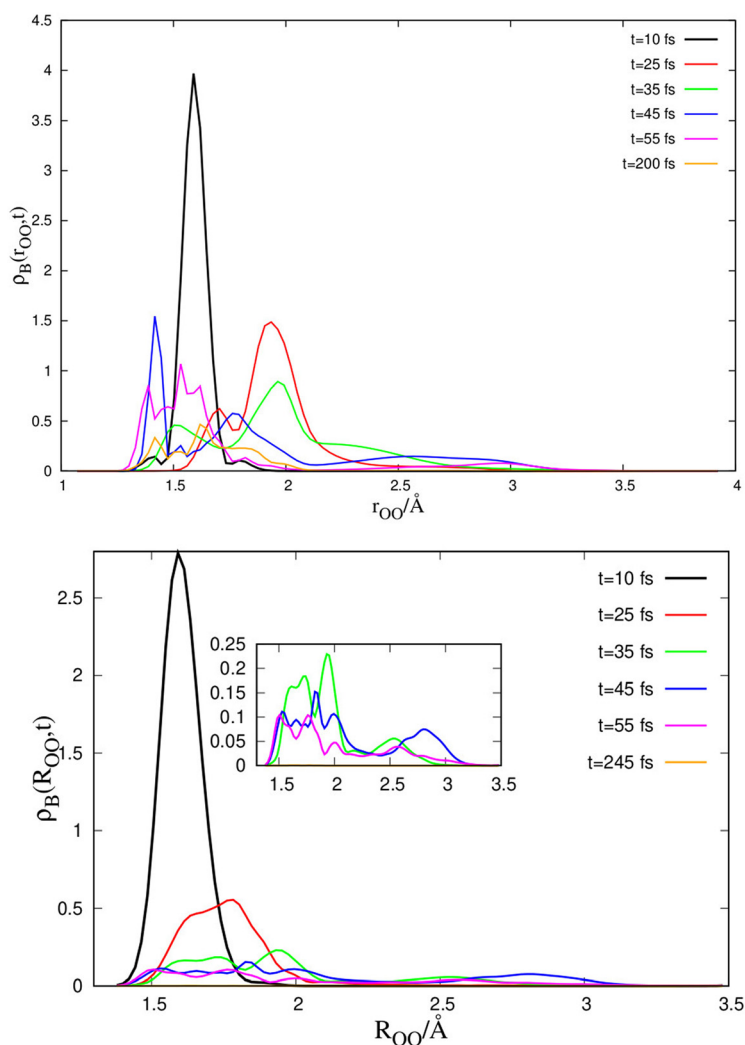 4.5
4
3.5
3
2.5
2
1.5
1
0.5
0
ρB(rOO,t)
t=10 fs
t=25 fs
t=35 fs
t=45 fs
t=55 fs
t=200 fs
1 1.5 2 2.5 3 3.5 4
rOO/Å
2.5
2
1.5
1
0.5
0
ρB(ROO,t)
t=10 fs
t=25 fs
t=35 fs
t=45 fs
t=55 fs
t=245 fs
0.25
0.2
0.15
0.1
0.05
0
1.5 2 2.5 3 3.5
1.5 2 2.5 3 3.5
ROO/Å